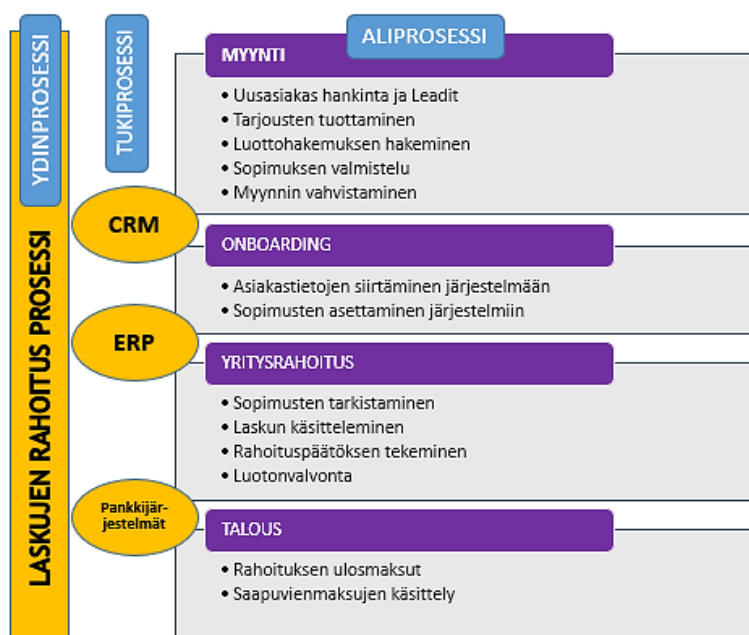 YDINPROSESSI
LASKUJEN RAHOITUS PROSESSI
TUKIPROSESSI
CRM
ERP
Pankkijär-
jestelmät
ALIPROSESSI
MYYNTI
• Uusasiakas hankinta ja Leadit
• Tarjousten tuottaminen
• Luottohakemuksen hakeminen
• Sopimuksen valmistelu
• Myynnin vahvistaminen
ONBOARDING
• Asiakastietojen siirtäminen järjestelmään
• Sopimusten asettaminen järjestelmiin
YRITYSRAHOITUS
• Sopimusten tarkistaminen
• Laskun käsitteleminen
• Rahoituspäätöksen tekeminen
• Luotonvalvonta
TALOUS
• Rahoituksen ulosmaksut
• Saapuvienmaksujen käsittely